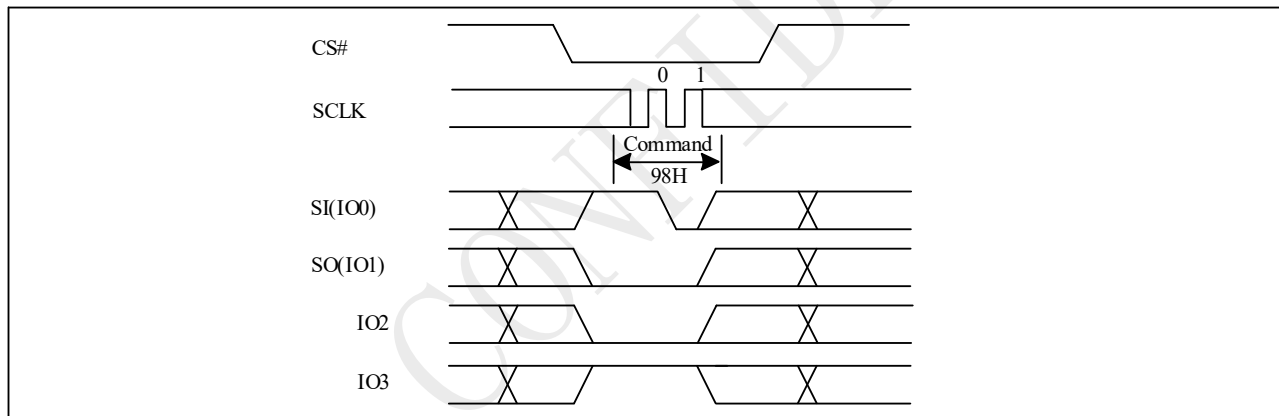 CS#
0 1
SCLK
Command
98H
SI(IO0)
SO(IO1)
IO2
IO3